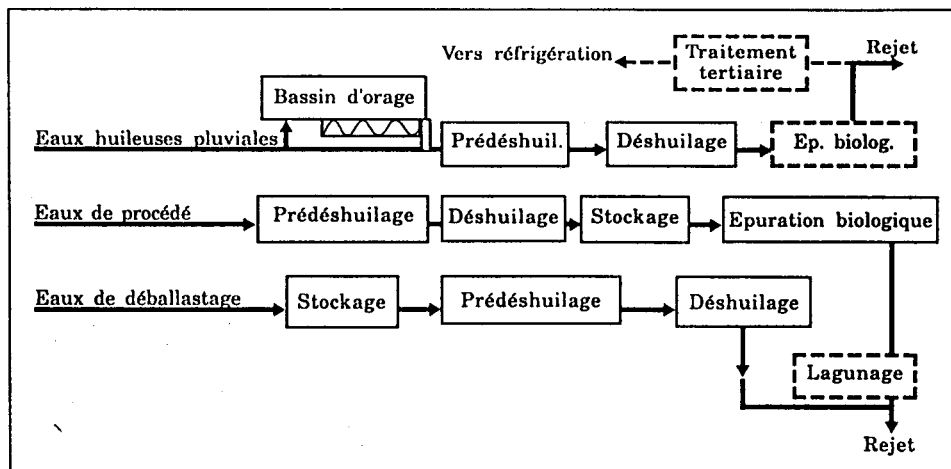 Vers réfrigération
Traitement
tertiaire
Rejet
Bassin d'orage
Eaux huileuses pluviales
Prédéshuil.
Déshuilage
Ep. biolog.
Eaux de procédé
Prédéshuilage
Déshuilage
Stockage
Epuration biologique
Eaux de déballastage
Stockage
Prédéshuilage
Déshuilage
Lagunage
Rejet